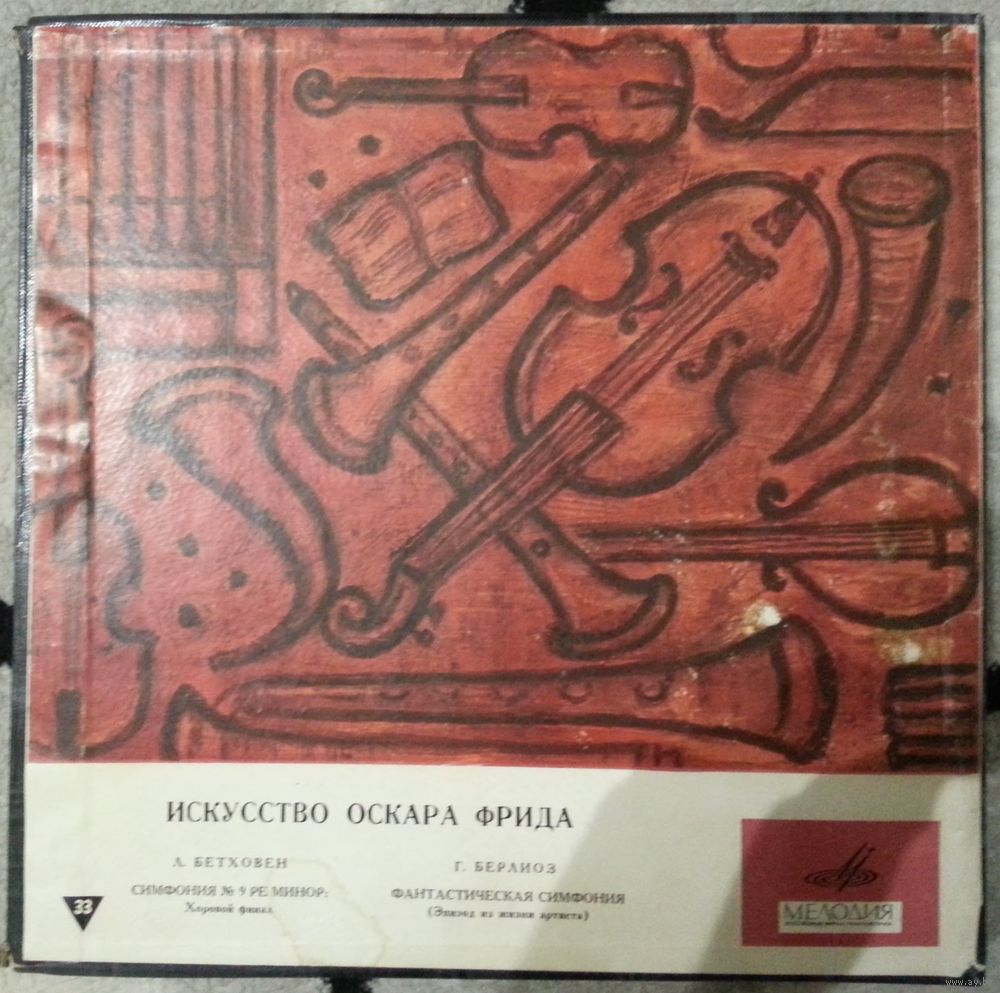 ИСКУССТВО ОСКАРА ФРИДА
Л. БЕТХОВЕН
СИМФОНИЯ № 9 РЕ МИНОР:
Хоровой финал
Г. БЕРЛИОЗ
ФАНТАСТИЧЕСКАЯ СИМФОНИЯ
(Эпизод из жизни артиста)
33
МЕЛОДИЯ